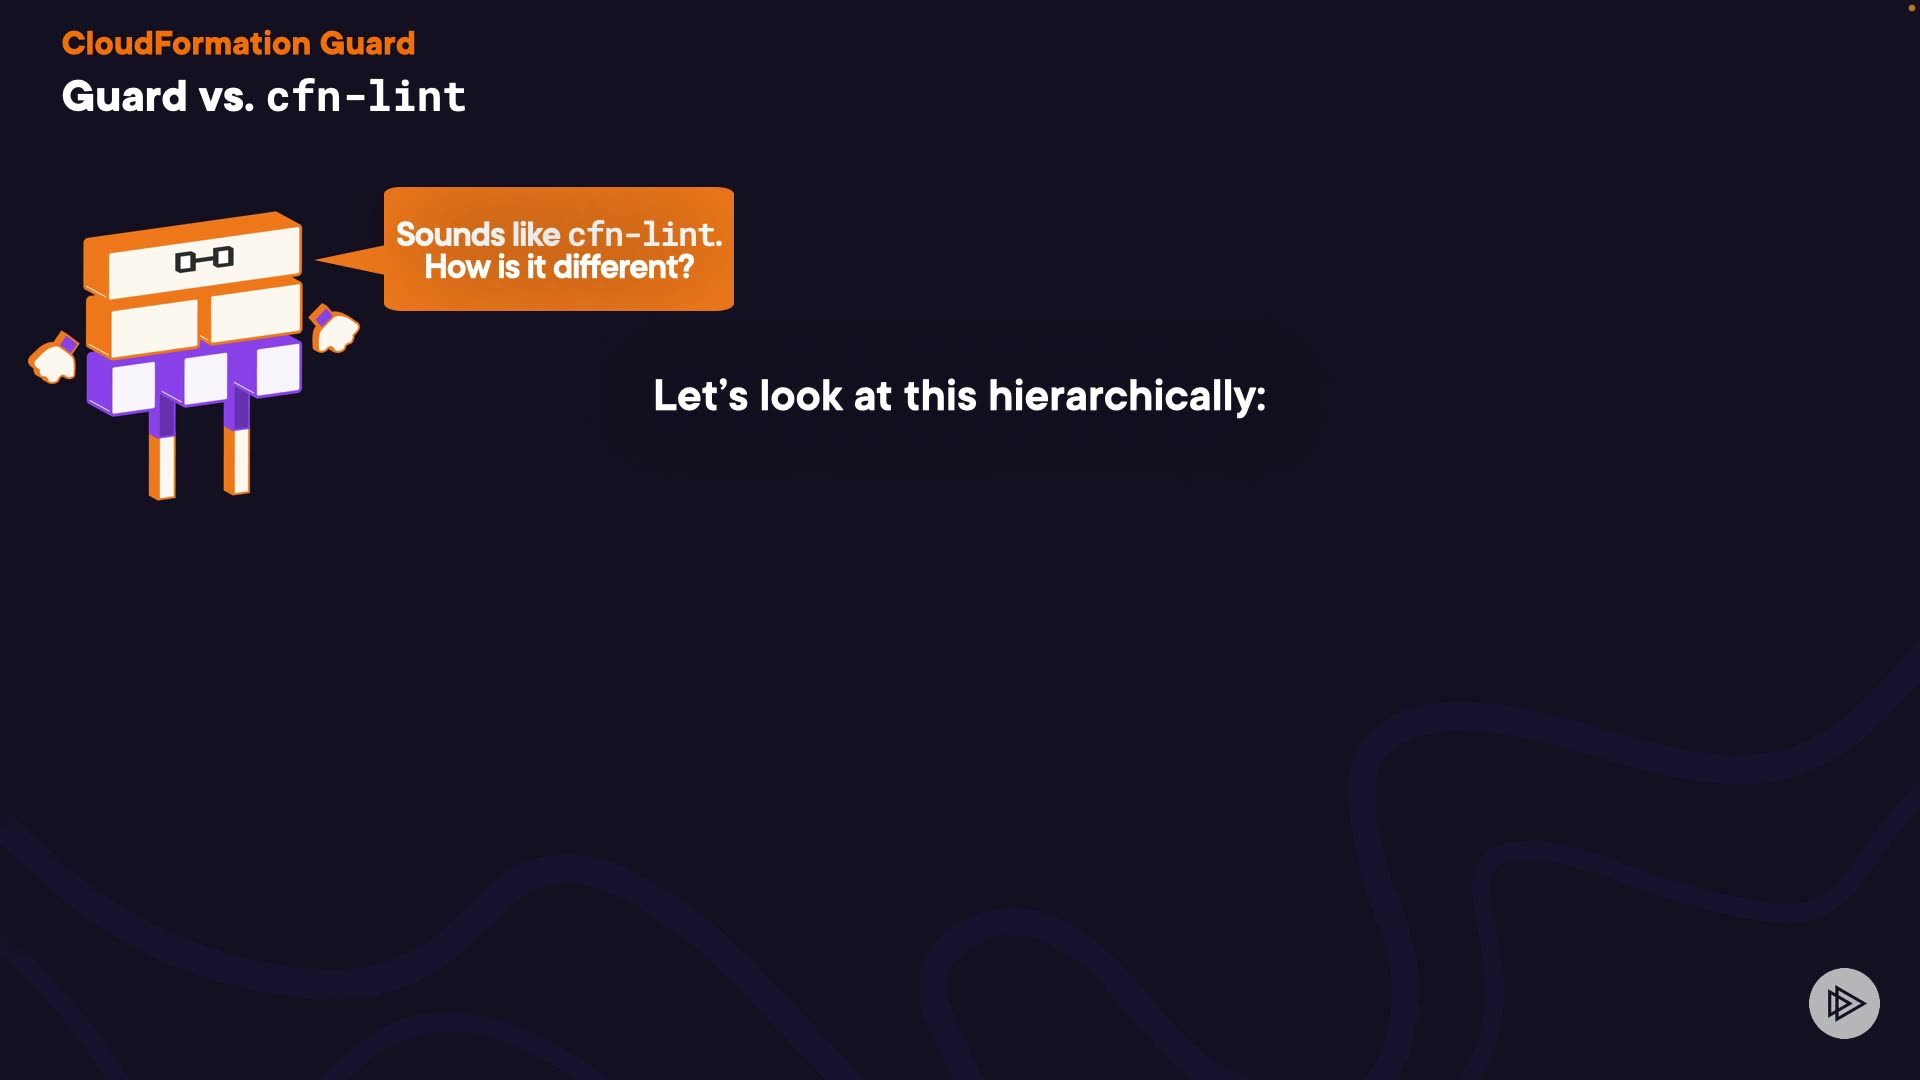 CloudFormation Guard
Guard vs. cfn-lint
Sounds like cfn-lint.
How is it different?
Let’s look at this hierarchically: